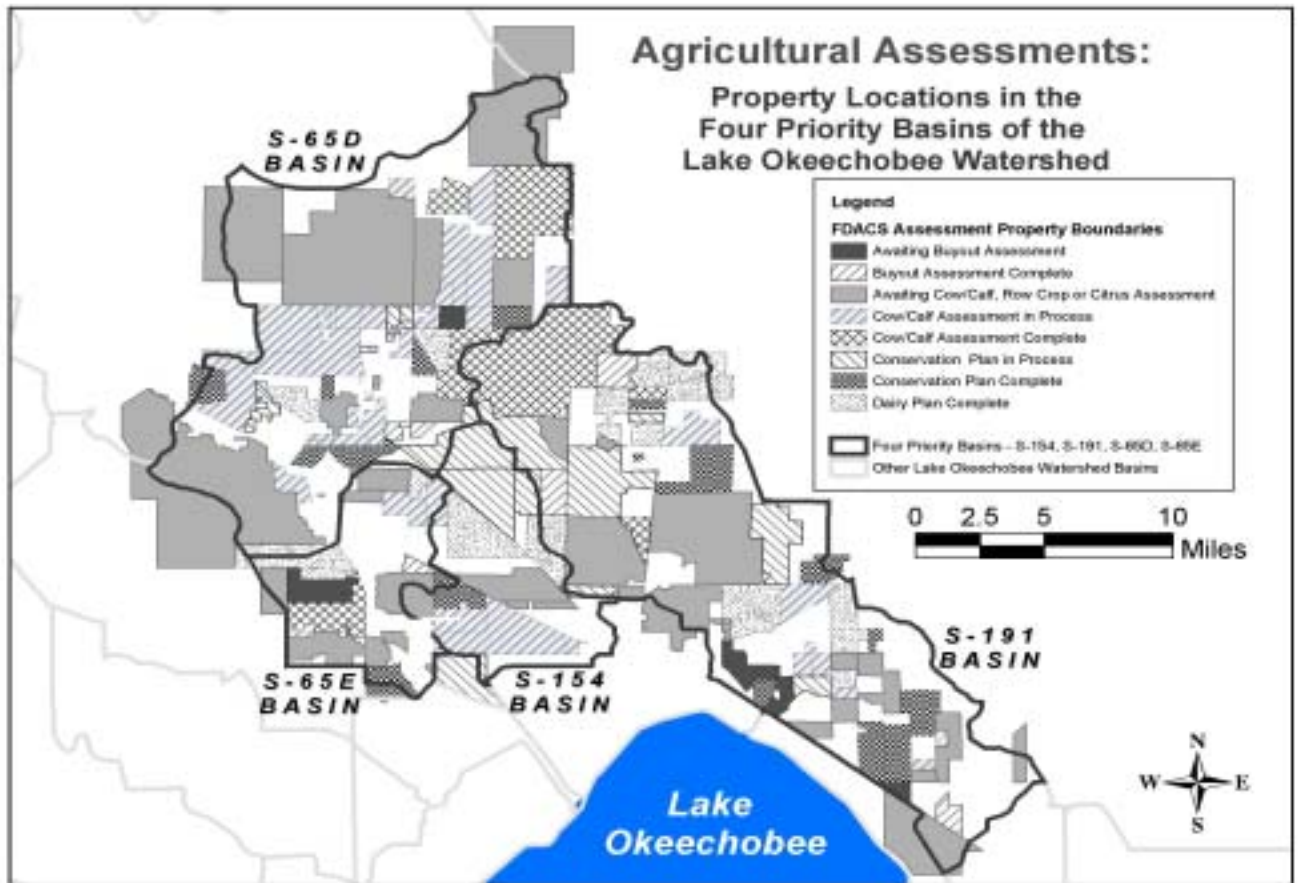 Agricultural Assessments:
Property Locations in the
Four Priority Basins of the
Lake Okeechobee Watershed
S-65D
BASIN
Legend
FDACS Assessment Property Boundaries
Awaiting Buyout Assessment
Buyout Assessment Complete
Awaiting Cow/Calf, Row Crop or Citrus Assessment
Cow/Calf Assessment in Process
Cow/Calf Assessment Complete
Conservation Plan in Process
Conservation Plan Complete
Dairy Plan Complete
Four Priority Basins - S-154, S-191, S-65D, S-65E
Other Lake Okeechobee Watershed Basins
0 2.5 5 10
Miles
S-191
BASIN
S-65E
BASIN
S-154
BASIN
N
W E
S
Lake
Okeechobee